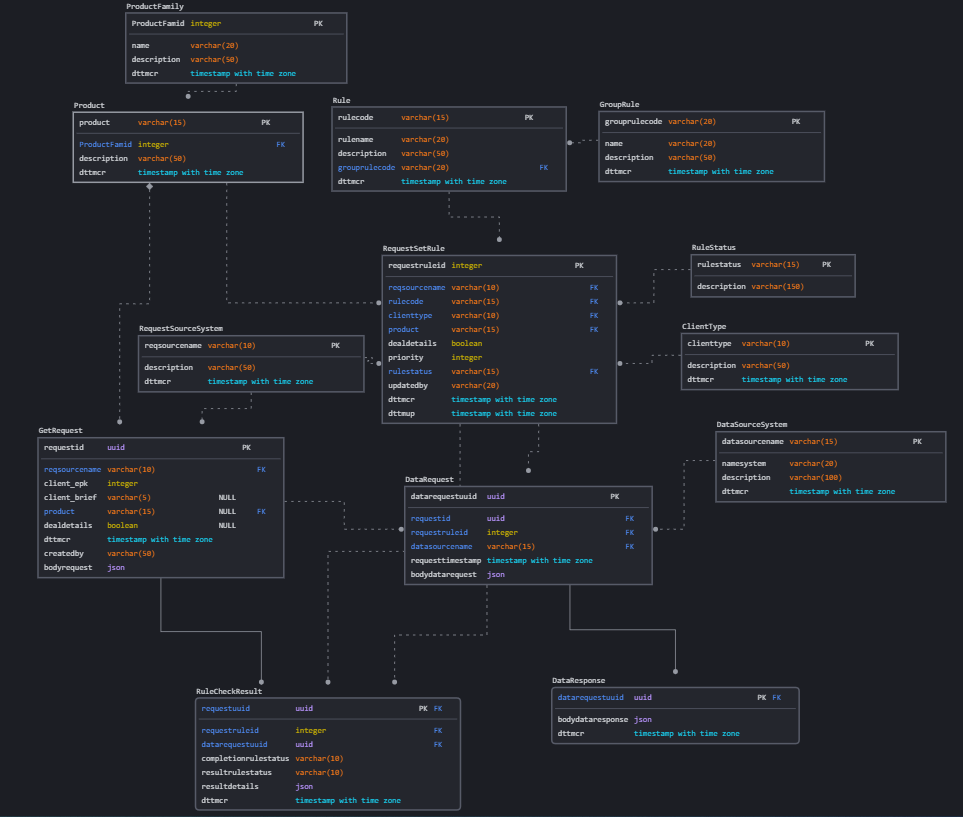 ProductFamily
ProductFamid integer PK
name varchar(20)
description varchar(50)
dttmcr timestamp with time zone
Product
product varchar(15) PK
ProductFamid integer FK
description varchar(50)
dttmcr timestamp with time zone
Rule
rulecode varchar(15) PK
rulename varchar(20)
description varchar(50)
grouprulecode varchar(20) FK
dttmcr timestamp with time zone
GroupRule
grouprulecode varchar(20) PK
name varchar(20)
description varchar(50)
dttmcr timestamp with time zone
RequestSetRule
requestruleid integer PK
reqsourcename varchar(10) FK
rulecode varchar(15) FK
clienttype varchar(10) FK
product varchar(15) FK
dealdetails boolean
priority integer
rulestatus varchar(15) FK
updatedby varchar(20)
dttmcr timestamp with time zone
dttmup timestamp with time zone
RuleStatus
rulestatus varchar(15) PK
description varchar(150)
RequestSourceSystem
reqsourcename varchar(10) PK
description varchar(50)
dttmcr timestamp with time zone
ClientType
clienttype varchar(10) PK
description varchar(50)
dttmcr timestamp with time zone
GetRequest
requestid uuid PK
reqsourcename varchar(10) FK
client_epk integer
client_brief varchar(5) NULL
product varchar(15) NULL FK
dealdetails boolean NULL
dttmcr timestamp with time zone
createdby varchar(50)
bodyrequest json
DataSourceSystem
datasourcename varchar(15) PK
namesystem varchar(20)
description varchar(100)
dttmcr timestamp with time zone
DataRequest
datarequestuuid uuid PK
requestid uuid FK
requestruleid integer FK
datasourcename varchar(15) FK
requesttimestamp timestamp with time zone
bodydatarequest json
RuleCheckResult
requestuuid uuid PK FK
requestruleid integer FK
datarequestuuid uuid FK
completionrulestatus varchar(10)
resultrulestatus varchar(10)
resultdetails json
dttmcr timestamp with time zone
DataResponse
datarequestuuid uuid PK FK
bodydataresponse json
dttmcr timestamp with time zone